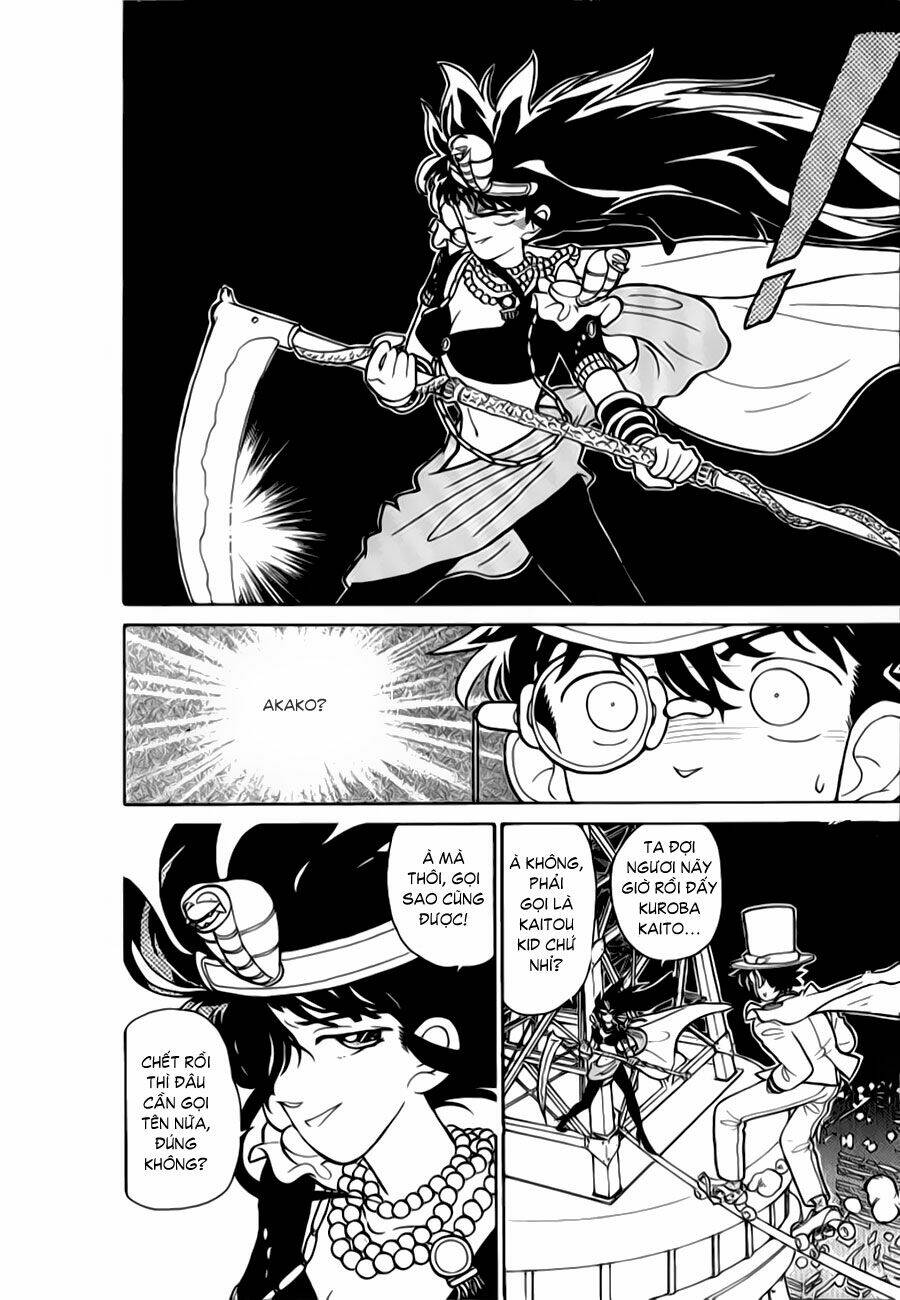 AKAKO?
TA ĐỢI
NGƯƠI NÃY
GIỜ RỒI ĐẤY
KUROBA
KAITO...
À KHÔNG,
PHẢI
GỌI LÀ
KAITOU
KID CHỨ
NHỈ?
À MÀ
THÔI, GỌI
SAO CŨNG
ĐƯỢC!
CHẾT RỒI
THÌ ĐÂU
CẦN GỌI
TÊN NỮA,
ĐÚNG
KHÔNG?